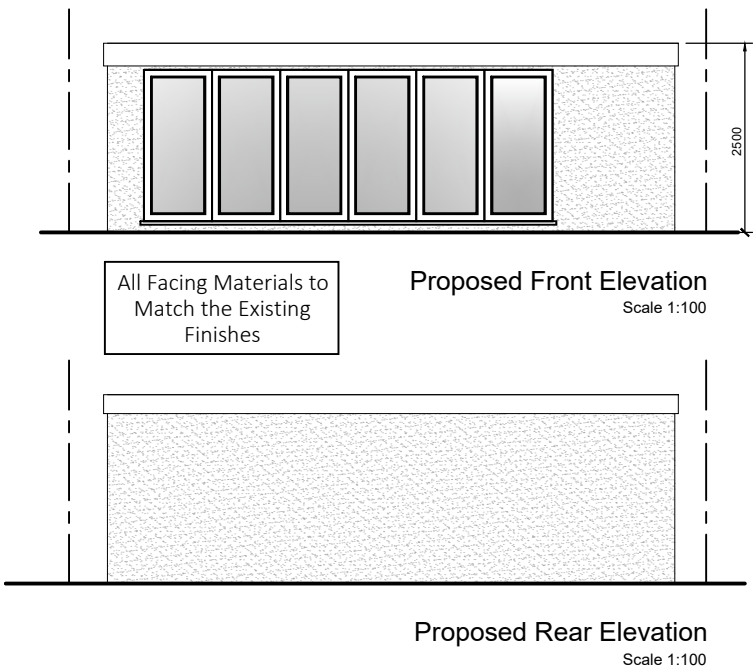 2500
All Facing Materials to
Match the Existing
Finishes
Proposed Front Elevation
Scale 1:100
Proposed Rear Elevation
Scale 1:100